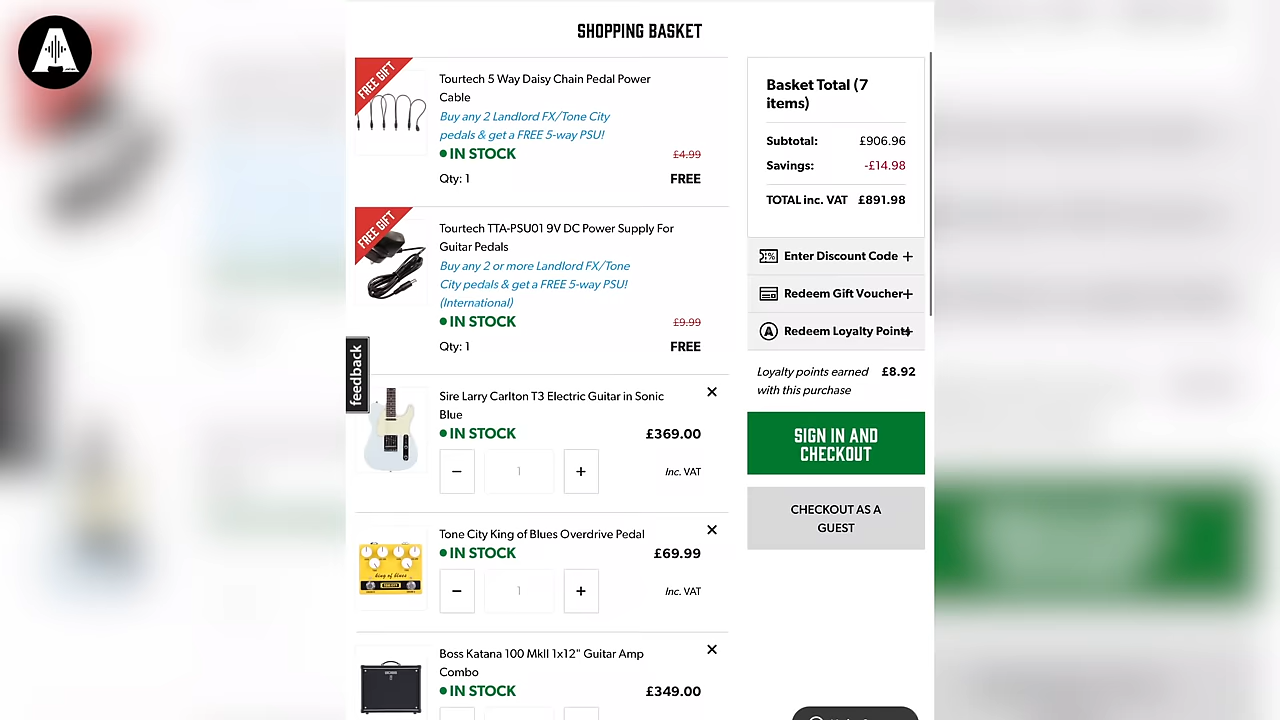 SHOPPING BASKET
FREE GIFT
Tourtech 5 Way Daisy Chain Pedal Power
Cable
Buy any 2 Landlord FX/Tone City
pedals & get a FREE 5-way PSU!
IN STOCK
£4.99
Qty: 1
FREE
FREE GIFT
Tourtech TTA-PSU01 9V DC Power Supply For
Guitar Pedals
Buy any 2 or more Landlord FX/Tone
City pedals & get a FREE 5-way PSU!
(International)
IN STOCK
£9.99
Qty: 1
FREE
feedback
Sire Larry Carlton T3 Electric Guitar in Sonic
Blue
IN STOCK
£369.00
−
1
+
Inc. VAT
Tone City King of Blues Overdrive Pedal
IN STOCK
£69.99
king of blues
TONE CITY
−
1
+
Inc. VAT
Boss Katana 100 MkII 1x12" Guitar Amp
Combo
IN STOCK
£349.00
Basket Total (7
items)
Subtotal: £906.96
Savings: -£14.98
TOTAL inc. VAT £891.98
Enter Discount Code +
Redeem Gift Voucher +
Redeem Loyalty Points +
Loyalty points earned
with this purchase
£8.92
SIGN IN AND
CHECKOUT
CHECKOUT AS A
GUEST